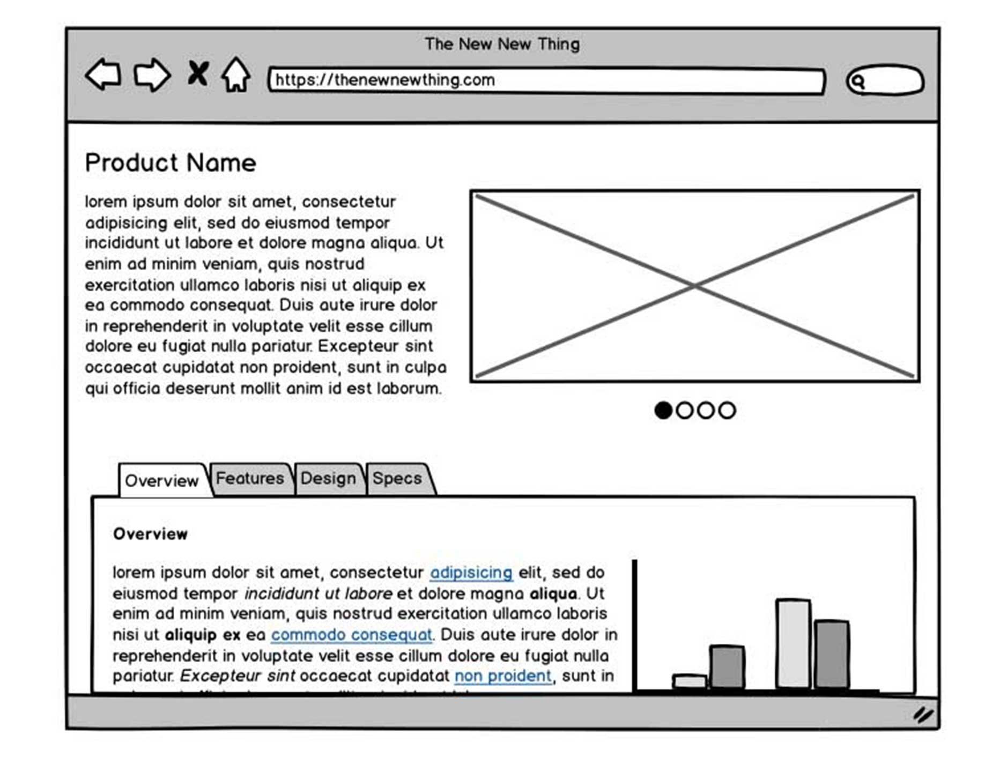 The New New Thing
https://thenewnewthing.com
Product Name
lorem ipsum dolor sit amet, consectetur
adipisicing elit, sed do eiusmod tempor
incididunt ut labore et dolore magna aliqua. Ut
enim ad minim veniam, quis nostrud
exercitation ullamco laboris nisi ut aliquip ex
ea commodo consequat. Duis aute irure dolor
in reprehenderit in voluptate velit esse cillum
dolore eu fugiat nulla pariatur. Excepteur sint
occaecat cupidatat non proident, sunt in culpa
qui officia deserunt mollit anim id est laborum.
Overview Features Design Specs
Overview
lorem ipsum dolor sit amet, consectetur adipisicing elit, sed do
eiusmod tempor incididunt ut labore et dolore magna aliqua. Ut
enim ad minim veniam, quis nostrud exercitation ullamco laboris
nisi ut aliquip ex ea commodo consequat. Duis aute irure dolor in
reprehenderit in voluptate velit esse cillum dolore eu fugiat nulla
pariatur. Excepteur sint occaecat cupidatat non proident, sunt in